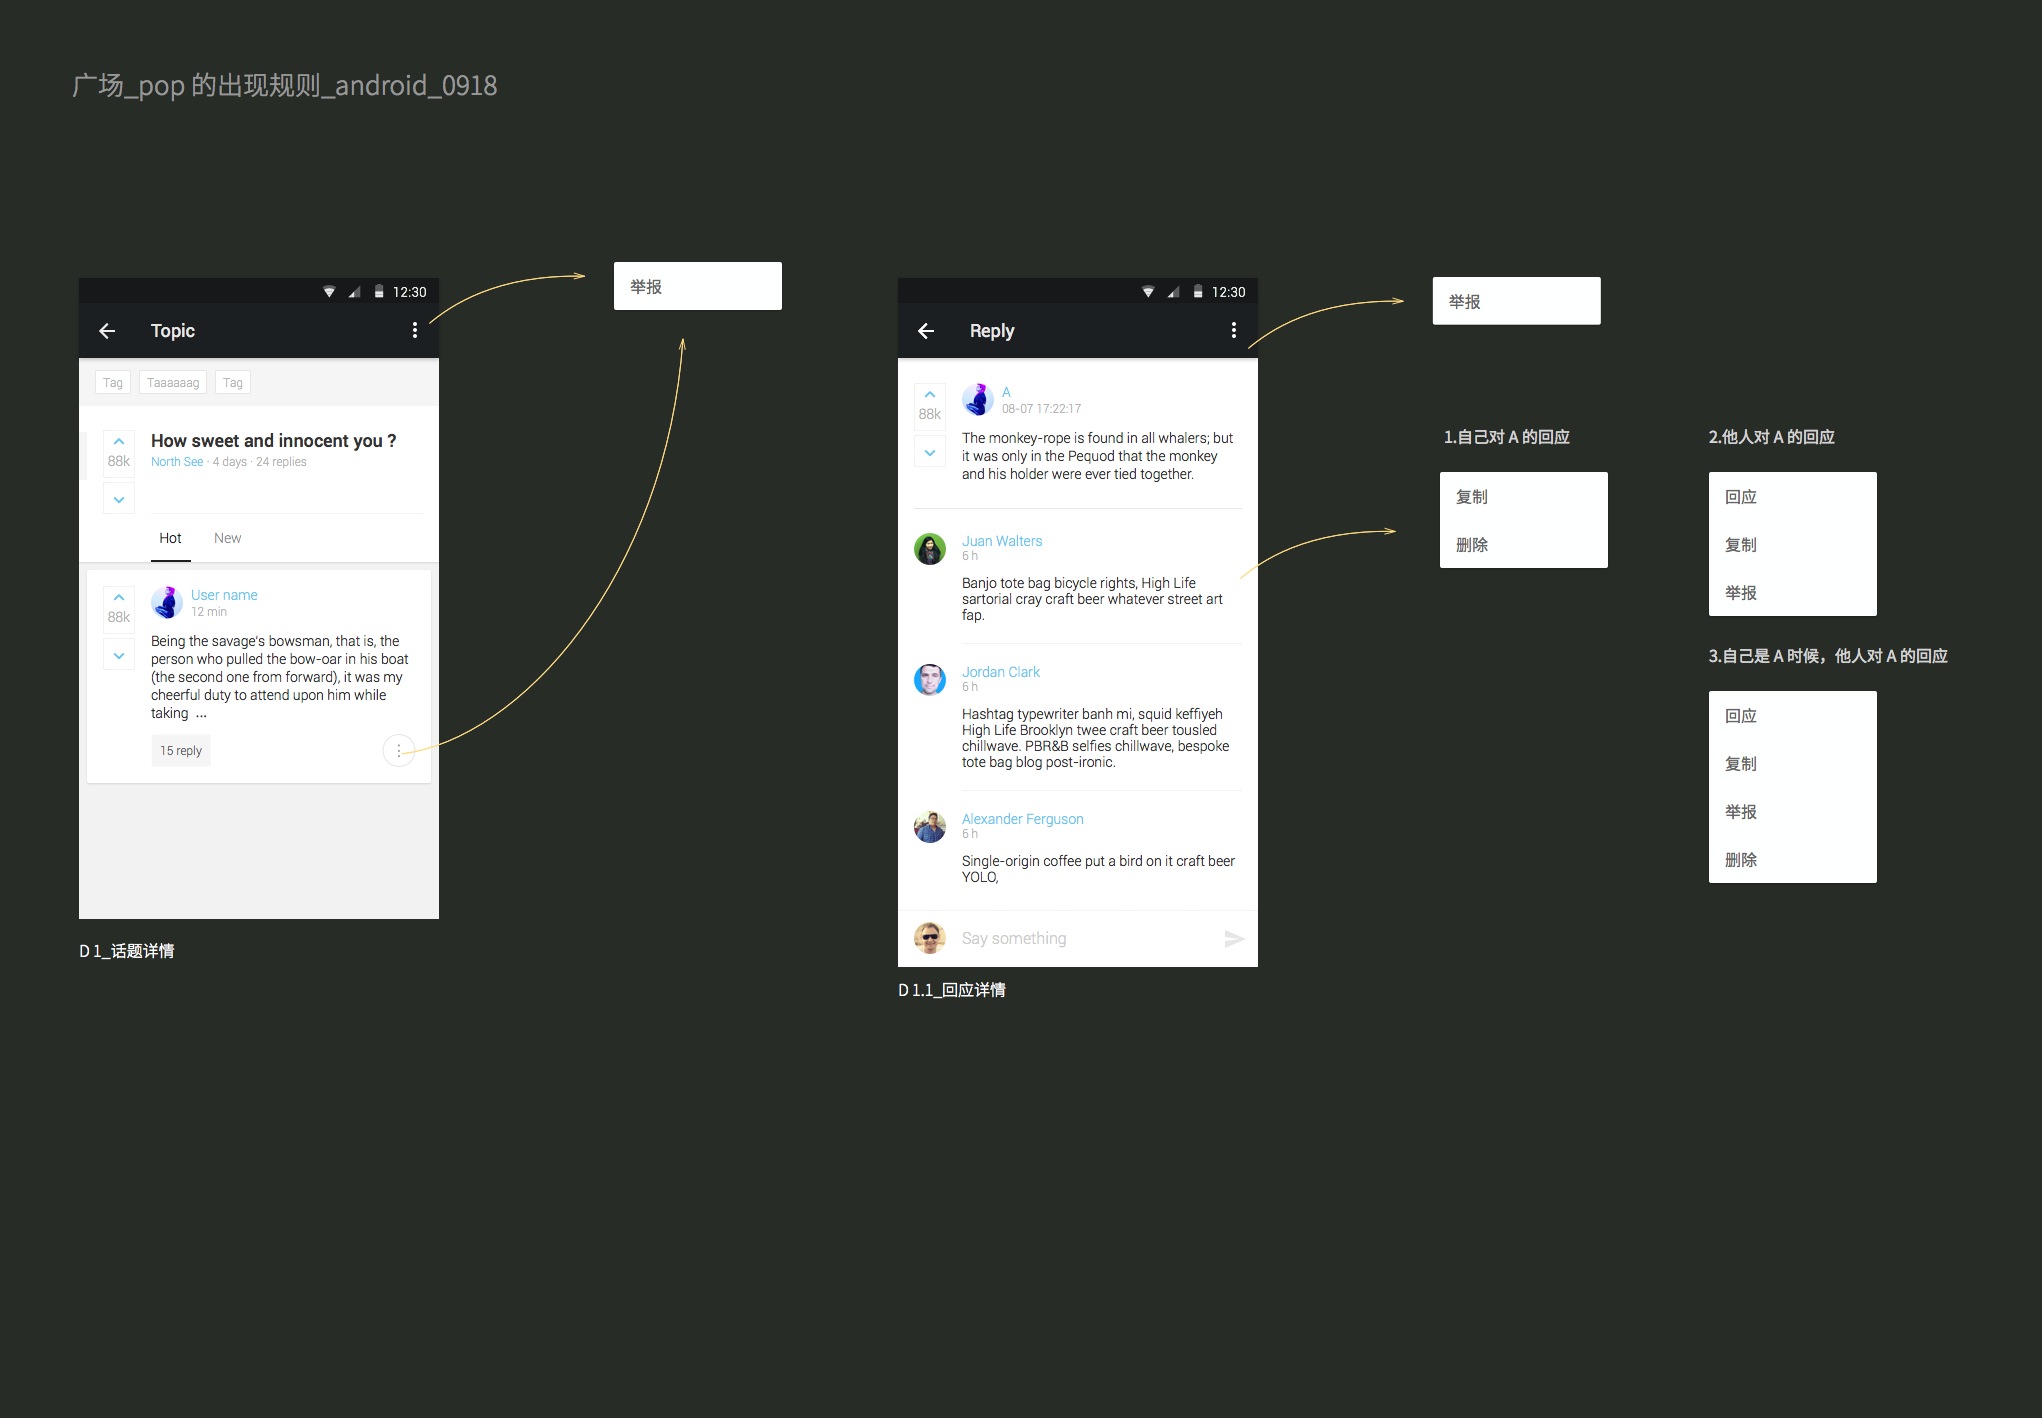 广场_pop 的出现规则_android_0918
12:30
Topic
Tag Taaaaaag Tag
88k
How sweet and innocent you ?
North See · 4 days · 24 replies
Hot New
88k
User name
12 min
Being the savage's bowsman, that is, the
person who pulled the bow-oar in his boat
(the second one from forward), it was my
cheerful duty to attend upon him while
taking ...
15 reply
D 1_话题详情
举报
12:30
Reply
88k
A
08-07 17:22:17
The monkey-rope is found in all whalers; but
it was only in the Pequod that the monkey
and his holder were ever tied together.
Juan Walters
6 h
Banjo tote bag bicycle rights, High Life
sartorial cray craft beer whatever street art
fap.
Jordan Clark
6 h
Hashtag typewriter banh mi, squid keffiyeh
High Life Brooklyn twee craft beer tousled
chillwave. PBR&B selfies chillwave, bespoke
tote bag blog post-ironic.
Alexander Ferguson
6 h
Single-origin coffee put a bird on it craft beer
YOLO,
Say something
D 1.1_回应详情
举报
1.自己对 A 的回应
复制
删除
2.他人对 A 的回应
回应
复制
举报
3.自己是 A 时候，他人对 A 的回应
回应
复制
举报
删除